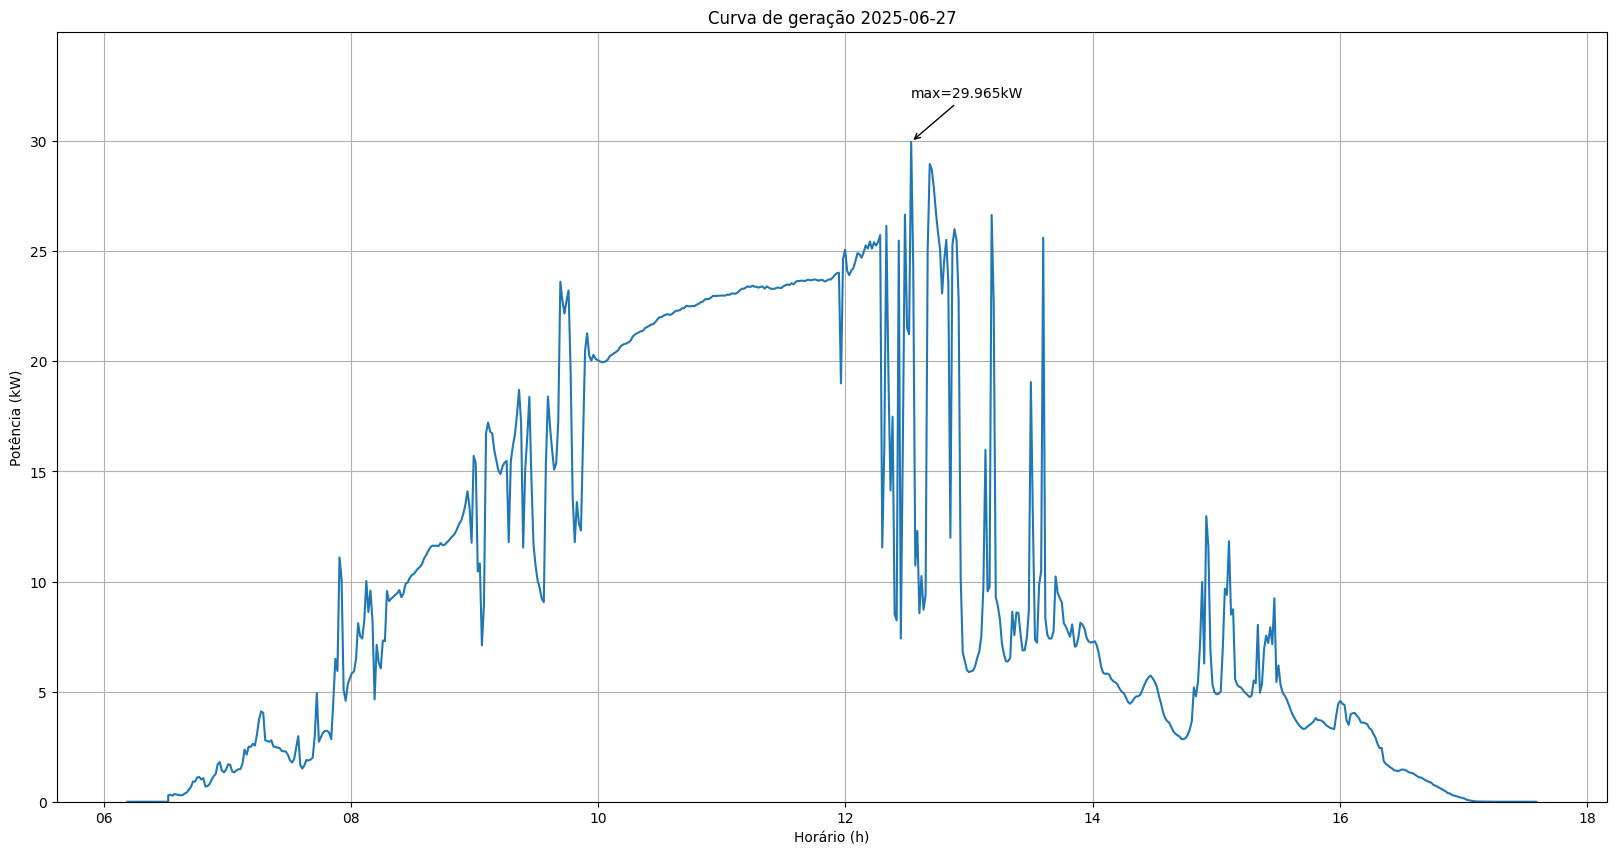 Curva de geração 2025-06-27
max=29.965kW
30
25
20
15
10
5
0
Potência (kW)
06 08 10 12 14 16 18
Horário (h)